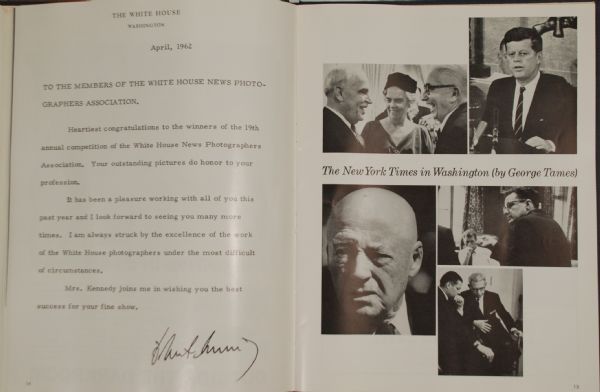 THE WHITE HOUSE
WASHINGTON
April, 1962
TO THE MEMBERS OF THE WHITE HOUSE NEWS PHOTO-
GRAPHERS ASSOCIATION.
Heartiest congratulations to the winners of the 19th
annual competition of the White House News Photographers
Association. Your outstanding pictures do honor to your
profession.
It has been a pleasure working with all of you this
past year and I look forward to seeing you many more
times. I am always struck by the excellence of the work
of the White House photographers under the most difficult
of circumstances.
Mrs. Kennedy joins me in wishing you the best
success for your fine show.
The New York Times in Washington (by George Tames)